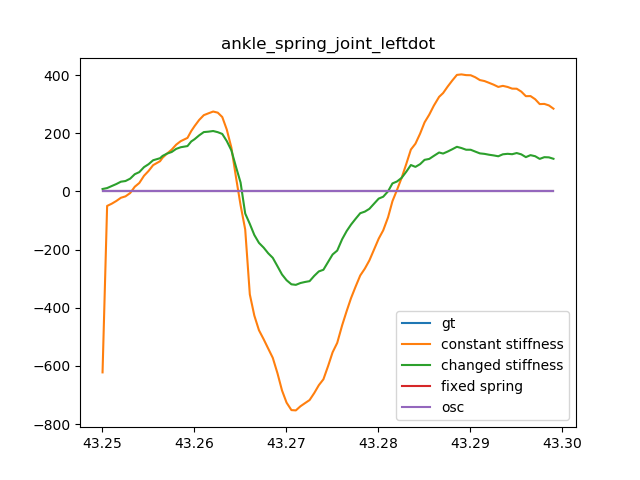 ankle_spring_joint_leftdot
400
200
0
−200
−400
−600
−800
43.25 43.26 43.27 43.28 43.29 43.30
gt
constant stiffness
changed stiffness
fixed spring
osc